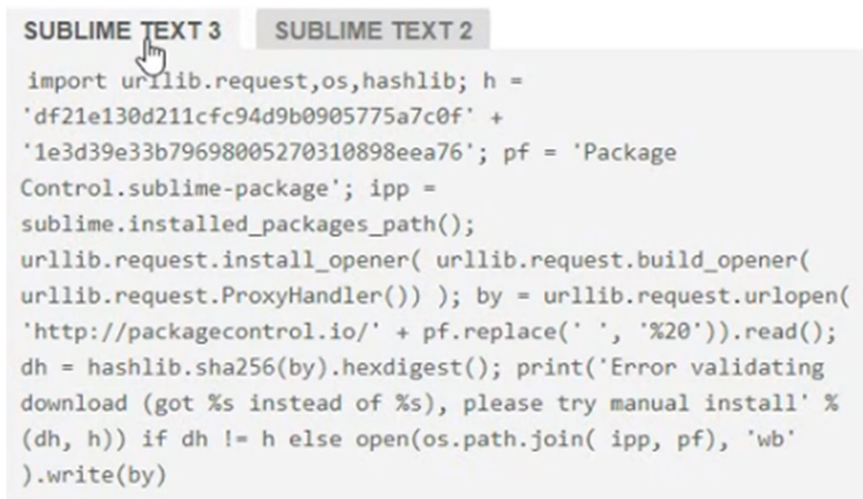 SUBLIME TEXT 3 SUBLIME TEXT 2
import urllib.request,os,hashlib; h =
'df21e130d211cfc94d9b0905775a7c0f' +
'1e3d39e33b79698005270310898eea76'; pf = 'Package
Control.sublime-package'; ipp =
sublime.installed_packages_path();
urllib.request.install_opener( urllib.request.build_opener(
urllib.request.ProxyHandler()) ); by = urllib.request.urlopen(
'http://packagecontrol.io/' + pf.replace(' ', '%20')).read();
dh = hashlib.sha256(by).hexdigest(); print('Error validating
download (got %s instead of %s), please try manual install' %
(dh, h)) if dh != h else open(os.path.join( ipp, pf), 'wb'
).write(by)